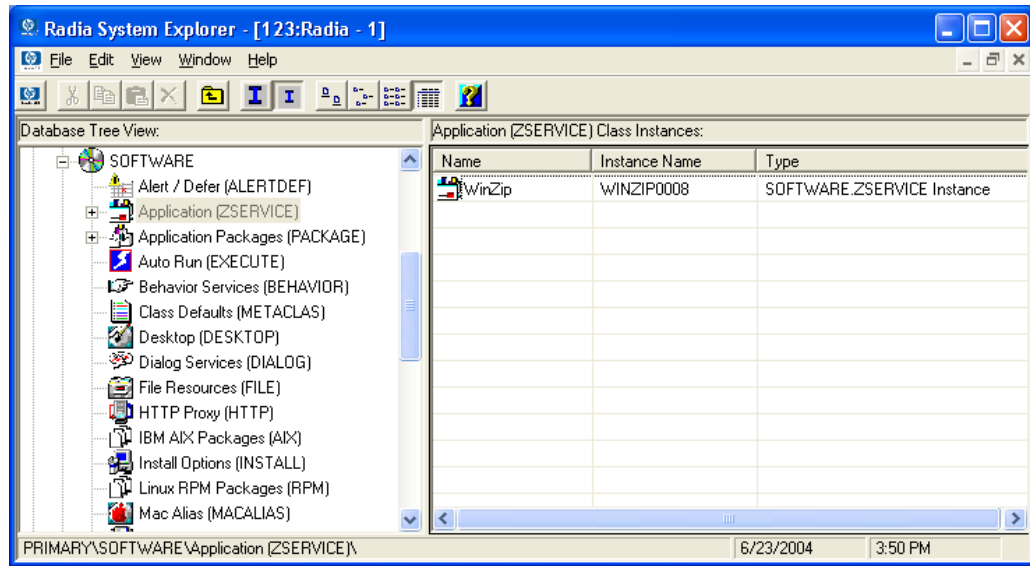 Radia System Explorer - [123:Radia - 1]
File Edit View Window Help
Database Tree View:
Application (ZSERVICE) Class Instances:
SOFTWARE
Alert / Defer (ALERTDEF)
Application (ZSERVICE)
Application Packages (PACKAGE)
Auto Run (EXECUTE)
Behavior Services (BEHAVIOR)
Class Defaults (METACLAS)
Desktop (DESKTOP)
Dialog Services (DIALOG)
File Resources (FILE)
HTTP Proxy (HTTP)
IBM AIX Packages (AIX)
Install Options (INSTALL)
Linux RPM Packages (RPM)
Mac Alias (MACALIAS)
Name Instance Name Type
WinZip WINZIP0008 SOFTWARE.ZSERVICE Instance
PRIMARY\SOFTWARE\Application (ZSERVICE)\ 6/23/2004 3:50 PM